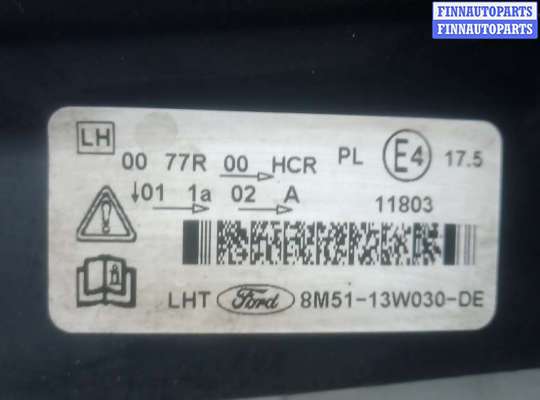 FINNAUTOPARTS
FINNAUTOPARTS
LH
00 77R 00 HCR PL E4 17.5
01 1a 02 A 11803
LHT Ford 8M51-13W030-DE